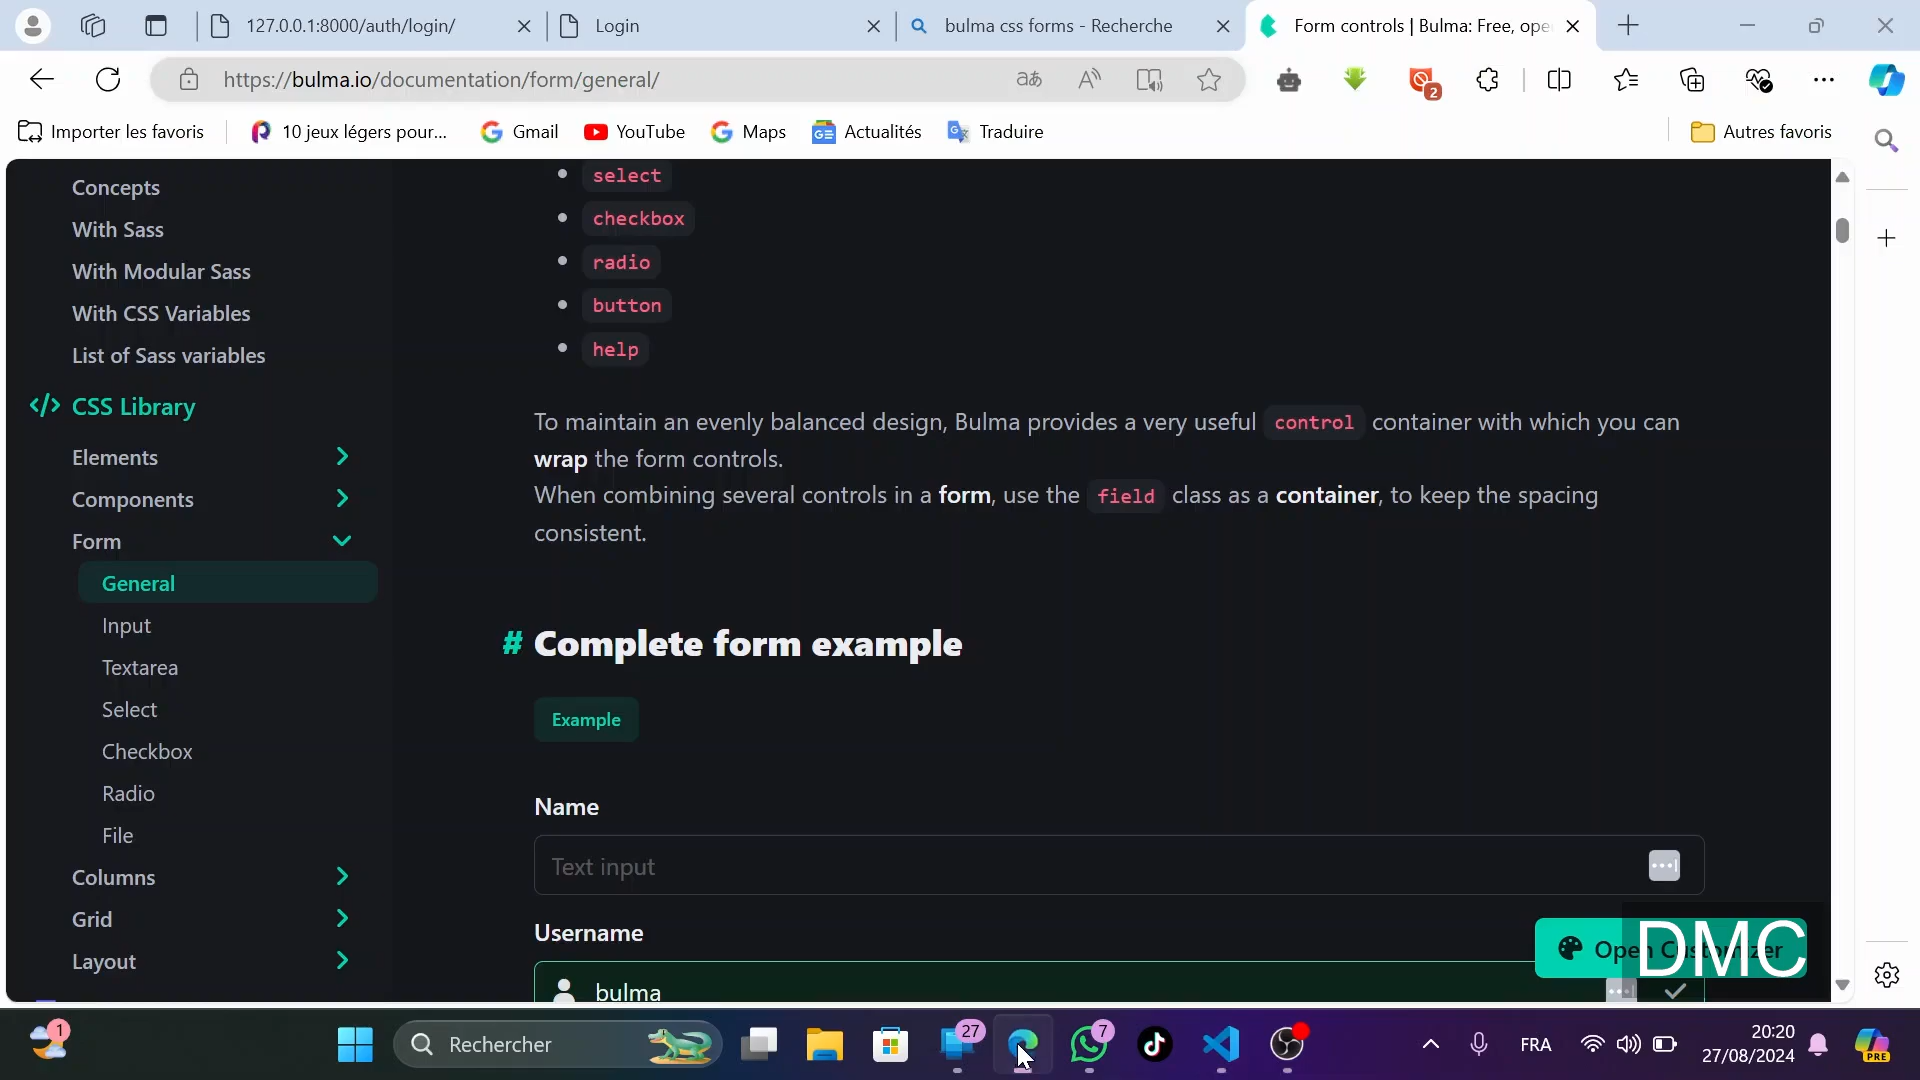 127.0.0.1:8000/auth/login/
Login
bulma css forms - Recherche
Form controls | Bulma: Free, ope
https://bulma.io/documentation/form/general/
2
Importer les favoris
10 jeux légers pour...
Gmail
YouTube
Maps
Actualités
Traduire
Autres favoris
Concepts
With Sass
With Modular Sass
With CSS Variables
List of Sass variables
CSS Library
Elements
Components
Form
General
Input
Textarea
Select
Checkbox
Radio
File
Columns
Grid
Layout
select
checkbox
radio
button
help
To maintain an evenly balanced design, Bulma provides a very useful control container with which you can
wrap the form controls.
When combining several controls in a form, use the field class as a container, to keep the spacing
consistent.
# Complete form example
Example
Name
Text input
Username
bulma
Open Customizer
DMC
1
Rechercher
27
7
FRA
20:20
27/08/2024
PRE